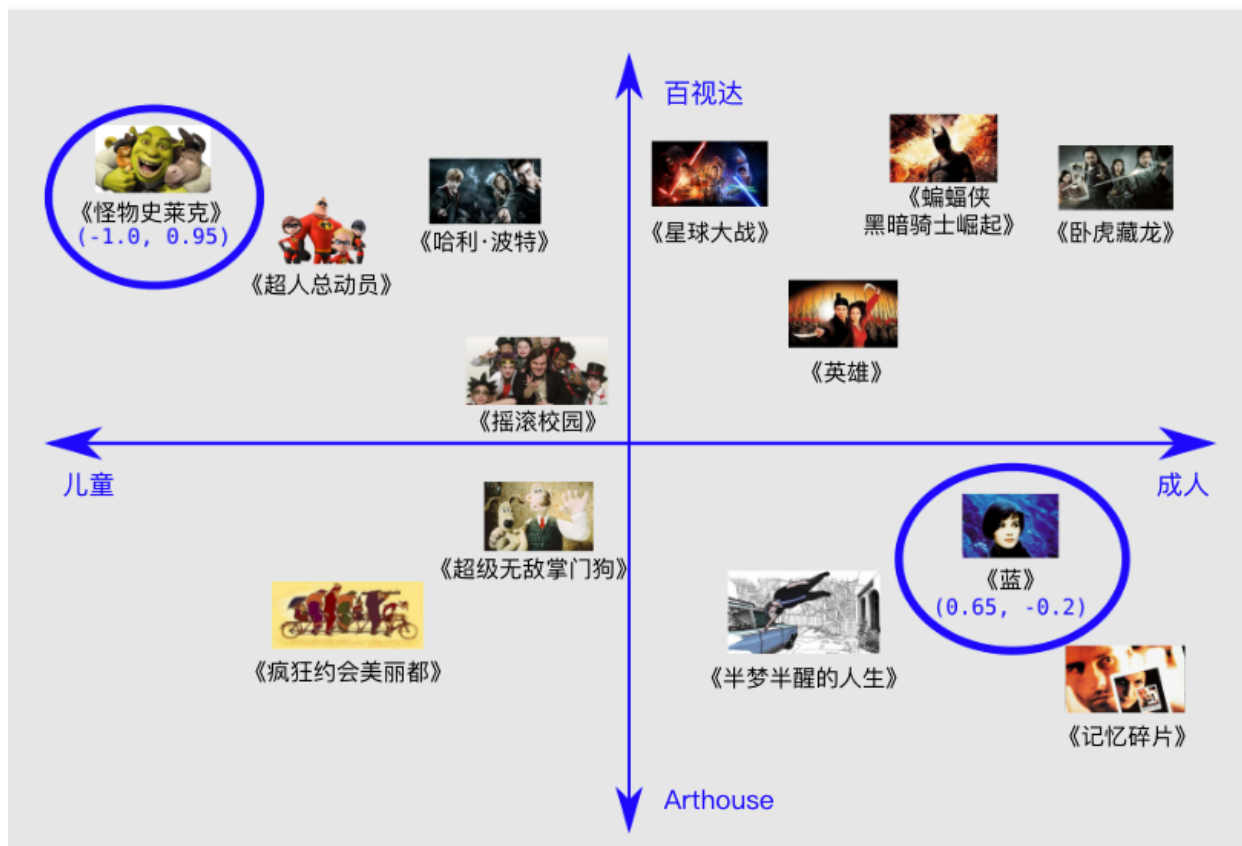 百视达
《怪物史莱克》
(-1.0, 0.95)
《超人总动员》
《哈利·波特》
《星球大战》
《蝙蝠侠
黑暗骑士崛起》
《卧虎藏龙》
《英雄》
《摇滚校园》
儿童
成人
《超级无敌掌门狗》
《蓝》
(0.65, -0.2)
《疯狂约会美丽都》
《半梦半醒的人生》
《记忆碎片》
Arthouse